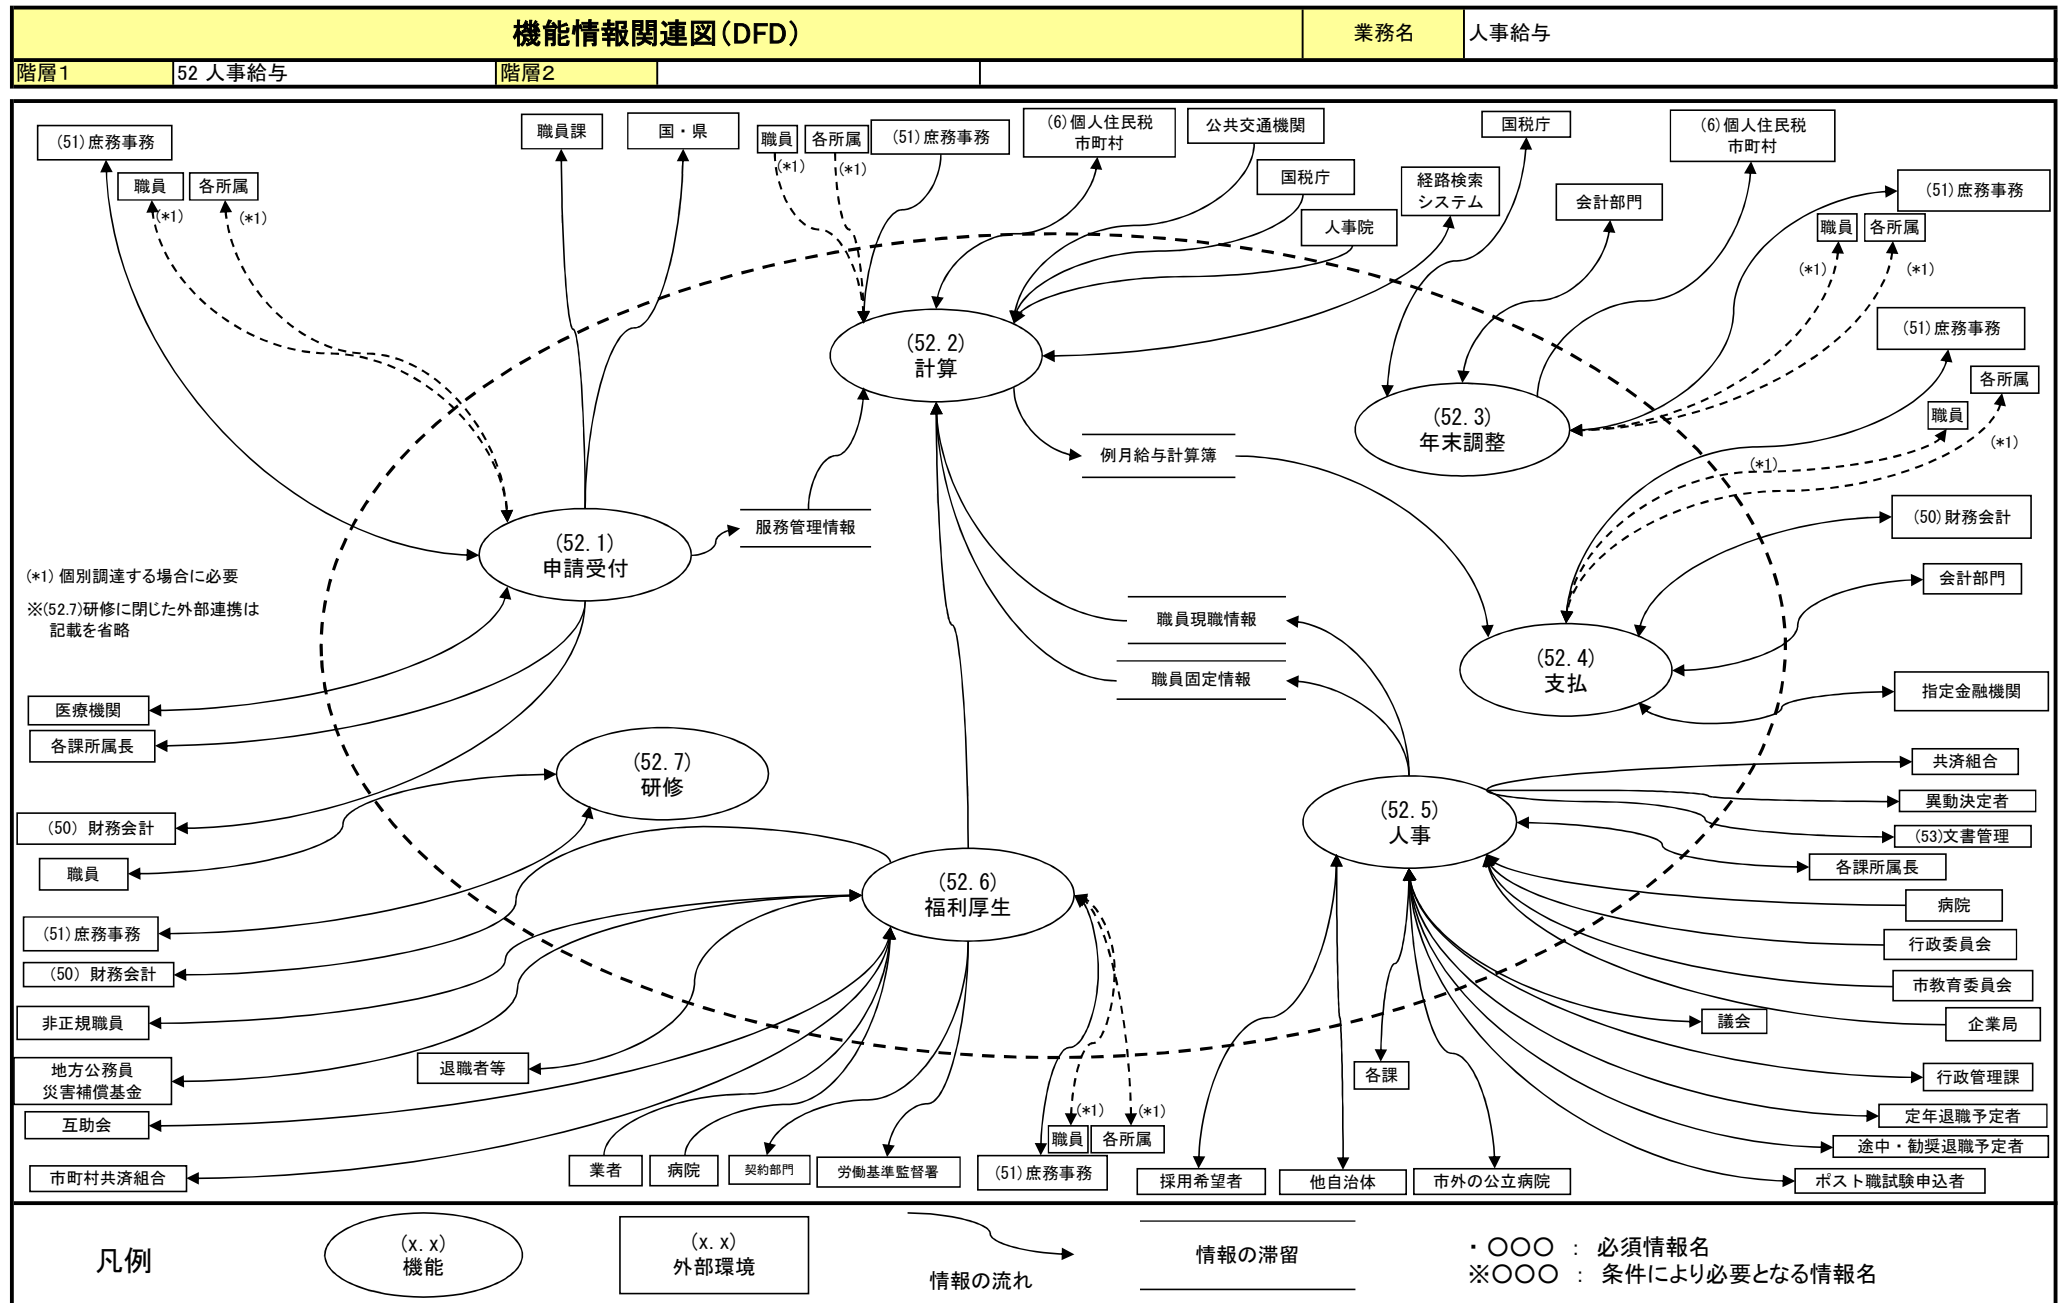 機能情報関連図(DFD)
業務名
人事給与
階層1
52 人事給与
階層2
(51)庶務事務
職員
(*1)
各所属
(*1)
職員課
国・県
職員
(*1)
各所属
(*1)
(51)庶務事務
(6)個人住民税
市町村
公共交通機関
国税庁
人事院
経路検索
システム
国税庁
会計部門
(6)個人住民税
市町村
(51)庶務事務
職員
(*1)
各所属
(*1)
(51)庶務事務
各所属
(*1)
職員
(*1)
(50)財務会計
会計部門
指定金融機関
(52.1)
申請受付
(52.2)
計算
(52.3)
年末調整
(52.4)
支払
(52.5)
人事
(52.6)
福利厚生
(52.7)
研修
例月給与計算簿
服務管理情報
職員現職情報
職員固定情報
(*1) 個別調達する場合に必要
※(52.7)研修に閉じた外部連携は
記載を省略
医療機関
各課所属長
(50) 財務会計
職員
(51)庶務事務
(50) 財務会計
非正規職員
地方公務員
災害補償基金
互助会
市町村共済組合
退職者等
業者
病院
契約部門
労働基準監督署
(51)庶務事務
職員
(*1)
各所属
(*1)
共済組合
異動決定者
(53)文書管理
各課所属長
病院
行政委員会
市教育委員会
企業局
議会
行政管理課
定年退職予定者
途中・勧奨退職予定者
ポスト職試験申込者
各課
採用希望者
他自治体
市外の公立病院
凡例
(x.x)
機能
(x.x)
外部環境
情報の流れ
情報の滞留
・○○○ : 必須情報名
※○○○ : 条件により必要となる情報名